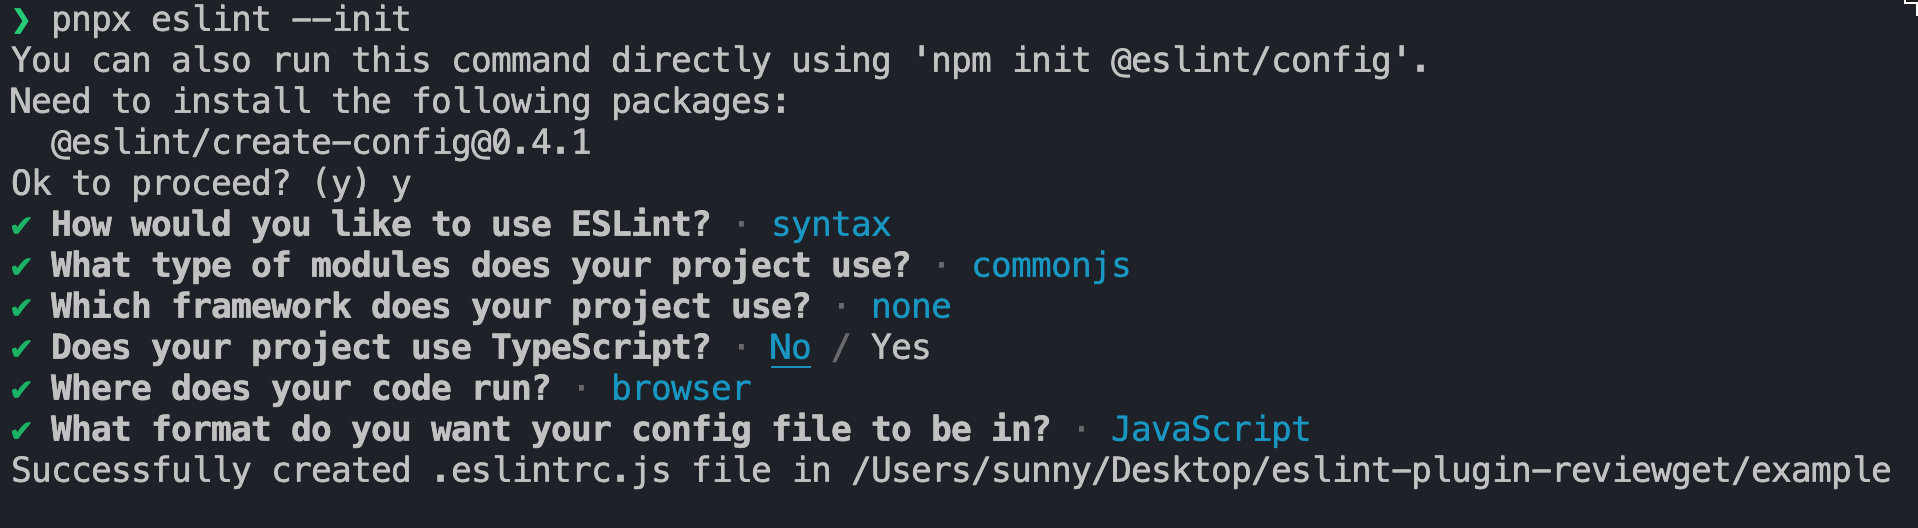 ❯ pnpx eslint --init
You can also run this command directly using 'npm init @eslint/config'.
Need to install the following packages:
  @eslint/create-config@0.4.1
Ok to proceed? (y) y
✔ How would you like to use ESLint? · syntax
✔ What type of modules does your project use? · commonjs
✔ Which framework does your project use? · none
✔ Does your project use TypeScript? · No / Yes
✔ Where does your code run? · browser
✔ What format do you want your config file to be in? · JavaScript
Successfully created .eslintrc.js file in /Users/sunny/Desktop/eslint-plugin-reviewget/example